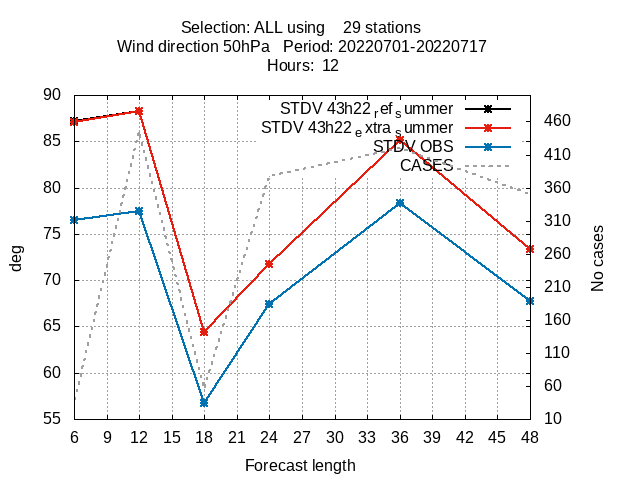 Selection: ALL using 29 stations
Wind direction 50hPa Period: 20220701-20220717
Hours: 12
STDV 43h22 ref summer
STDV 43h22 extra summer
STDV OBS
CASES
90
85
80
75
70
65
60
55
deg
460
410
360
310
260
210
160
110
60
10
No cases
6 9 12 15 18 21 24 27 30 33 36 39 42 45 48
Forecast length